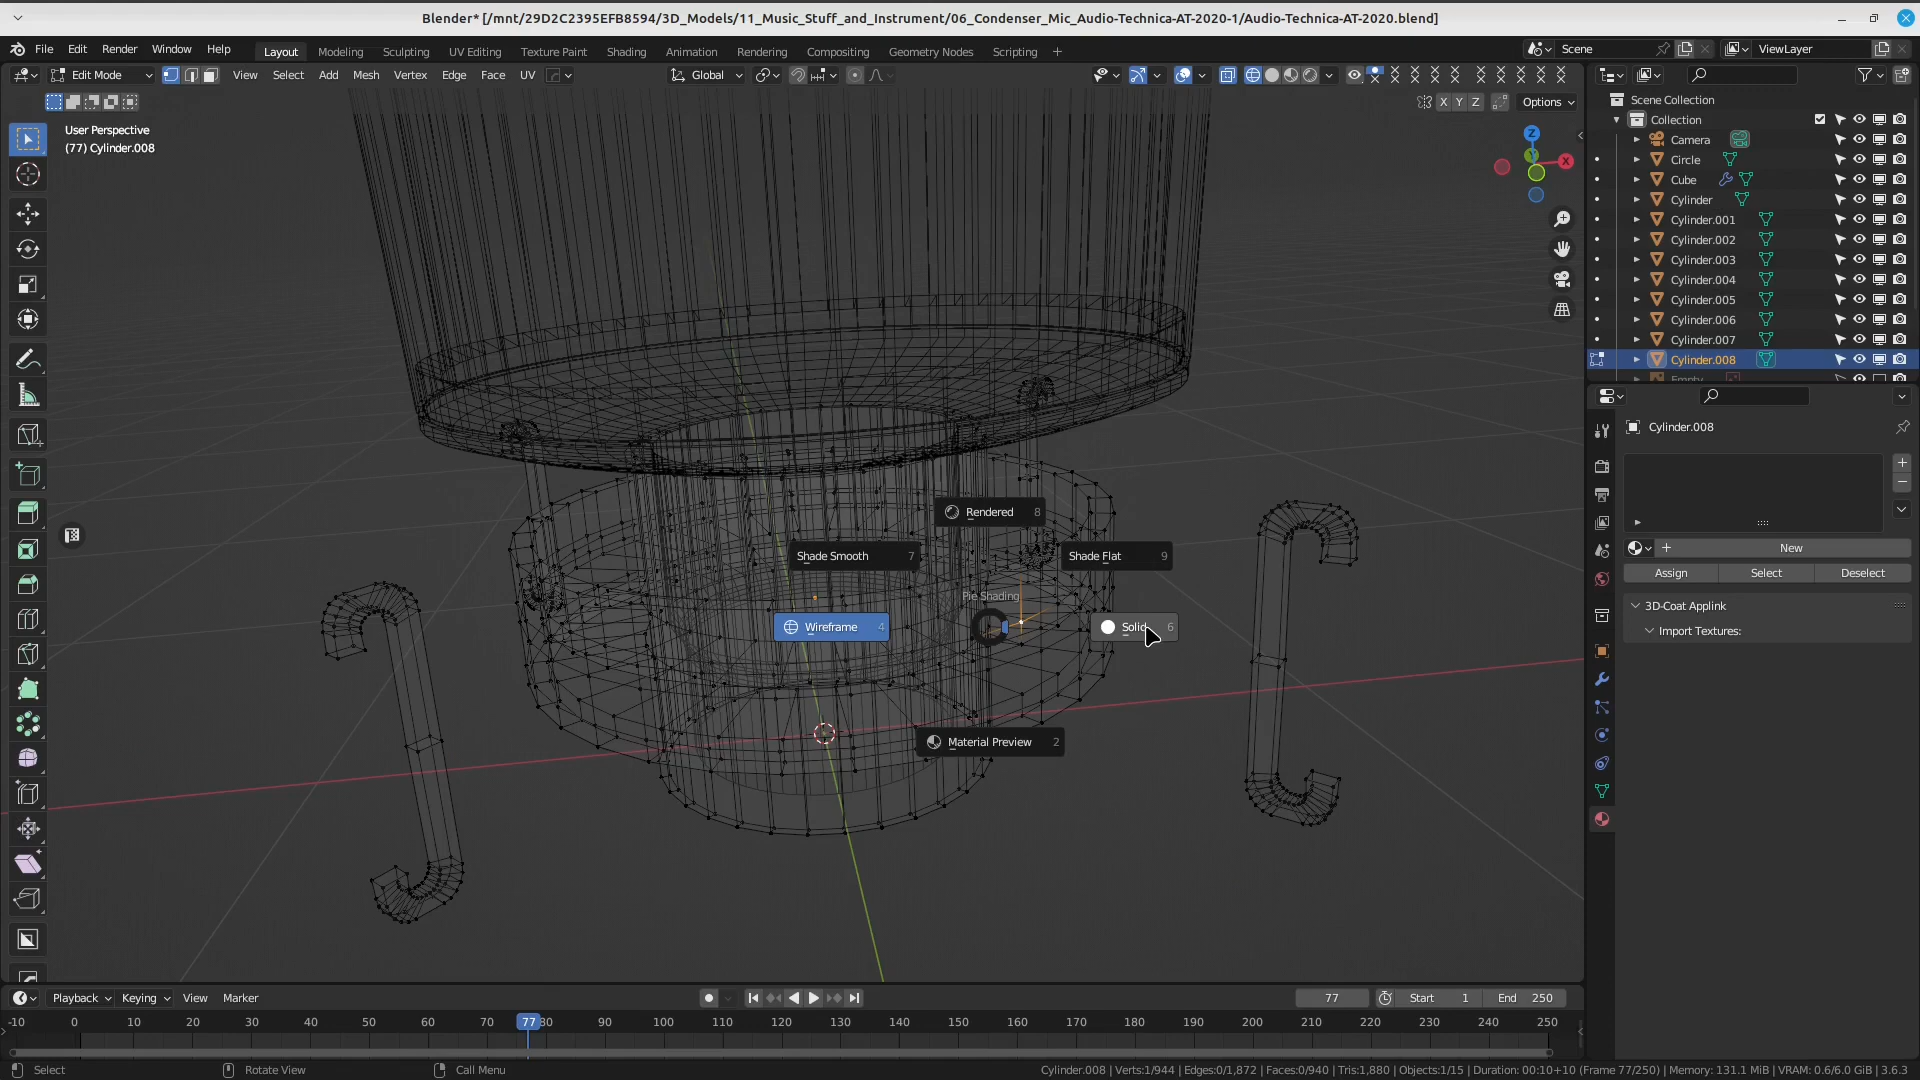 Blender* [/mnt/29D2C2395EFB8594/3D_Models/11_Music_Stuff_and_Instrument/06_Condenser_Mic_Audio-Technica-AT-2020-1/Audio-Technica-AT-2020.blend]
File Edit Render Window Help Layout Modeling Sculpting UV Editing Texture Paint Shading Animation Rendering Compositing Geometry Nodes Scripting + Scene ViewLayer
Edit Mode View Select Add Mesh Vertex Edge Face UV Global
X Y Z Options
User Perspective
(77) Cylinder.008
Z
X
Scene Collection
Collection
Camera
Circle
Cube
Cylinder
Cylinder.001
Cylinder.002
Cylinder.003
Cylinder.004
Cylinder.005
Cylinder.006
Cylinder.007
Cylinder.008
Empty
Cylinder.008
New
Assign Select Deselect
3D-Coat Applink
Import Textures:
Rendered 8
Shade Smooth 7
Shade Flat 9
Pie Shading
Wireframe 4
Solid 6
Material Preview 2
Playback Keying View Marker 77 Start 1 End 250
-10 0 10 20 30 40 50 60 70 77 80 90 100 110 120 130 140 150 160 170 180 190 200 210 220 230 240 250
Select Rotate View Call Menu Cylinder.008 | Verts:1/944 | Edges:0/1,872 | Faces:0/940 | Tris:1,880 | Objects:1/15 | Duration: 00:10+10 (Frame 77/250) | Memory: 131.1 MiB | VRAM: 0.6/6.0 GiB | 3.6.3